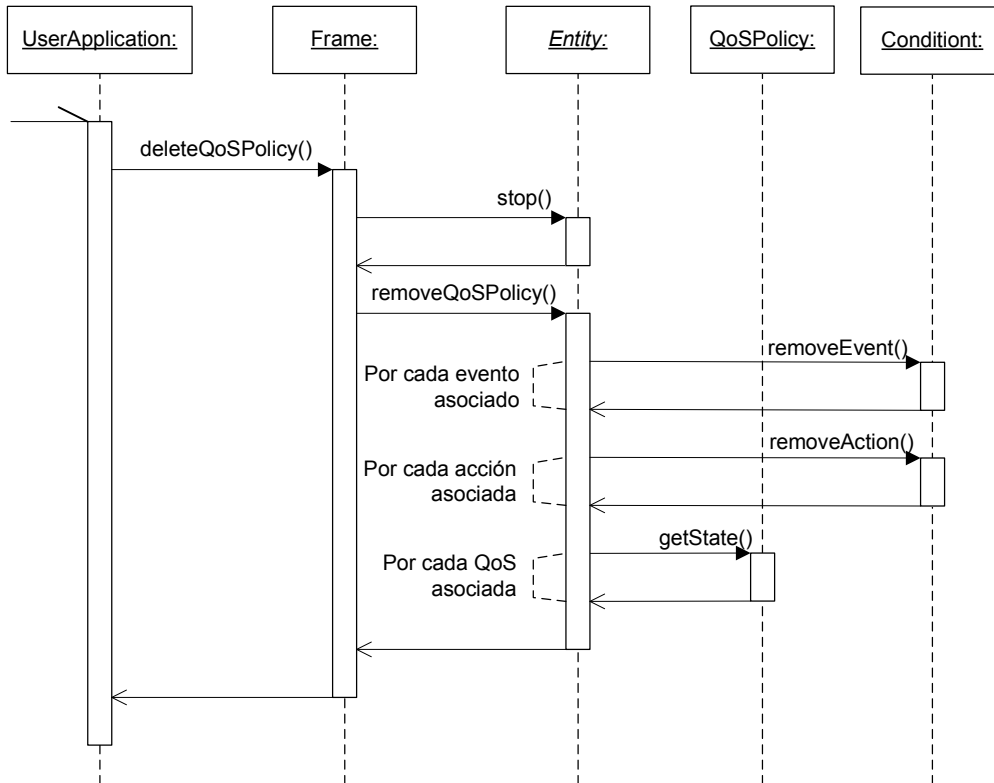 UserApplication:
Frame:
Entity:
QoSPolicy:
Conditiont:
deleteQoSPolicy()
stop()
removeQoSPolicy()
removeEvent()
Por cada evento
asociado
removeAction()
Por cada acción
asociada
getState()
Por cada QoS
asociada